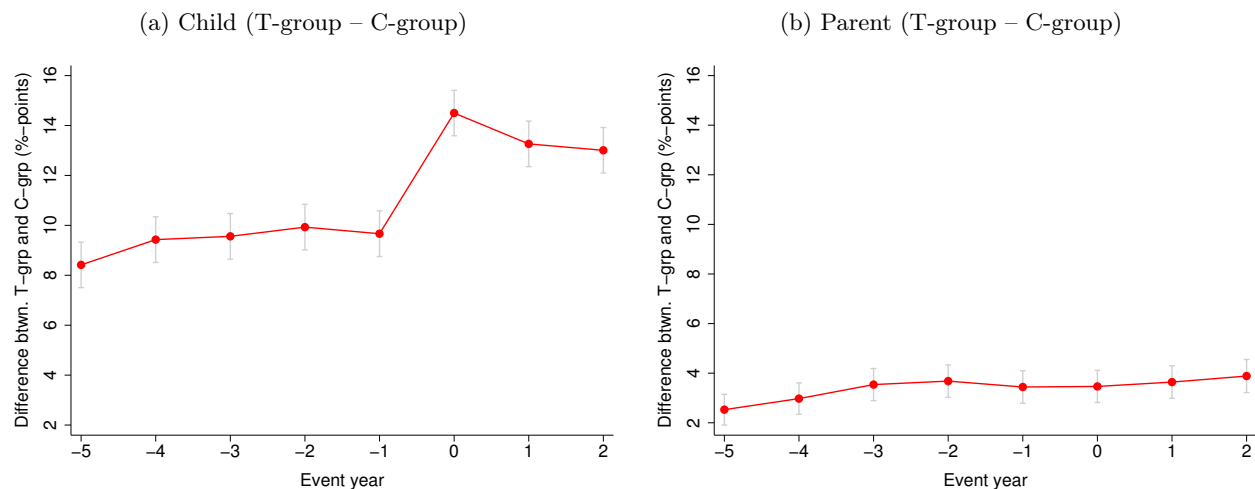 (a) Child (T-group – C-group)
Difference btwn. T−grp and C−grp (%−points)
16
14
12
10
8
6
4
2
−5 −4 −3 −2 −1 0 1 2
Event year
(b) Parent (T-group – C-group)
Difference btwn. T−grp and C−grp (%−points)
16
14
12
10
8
6
4
2
−5 −4 −3 −2 −1 0 1 2
Event year